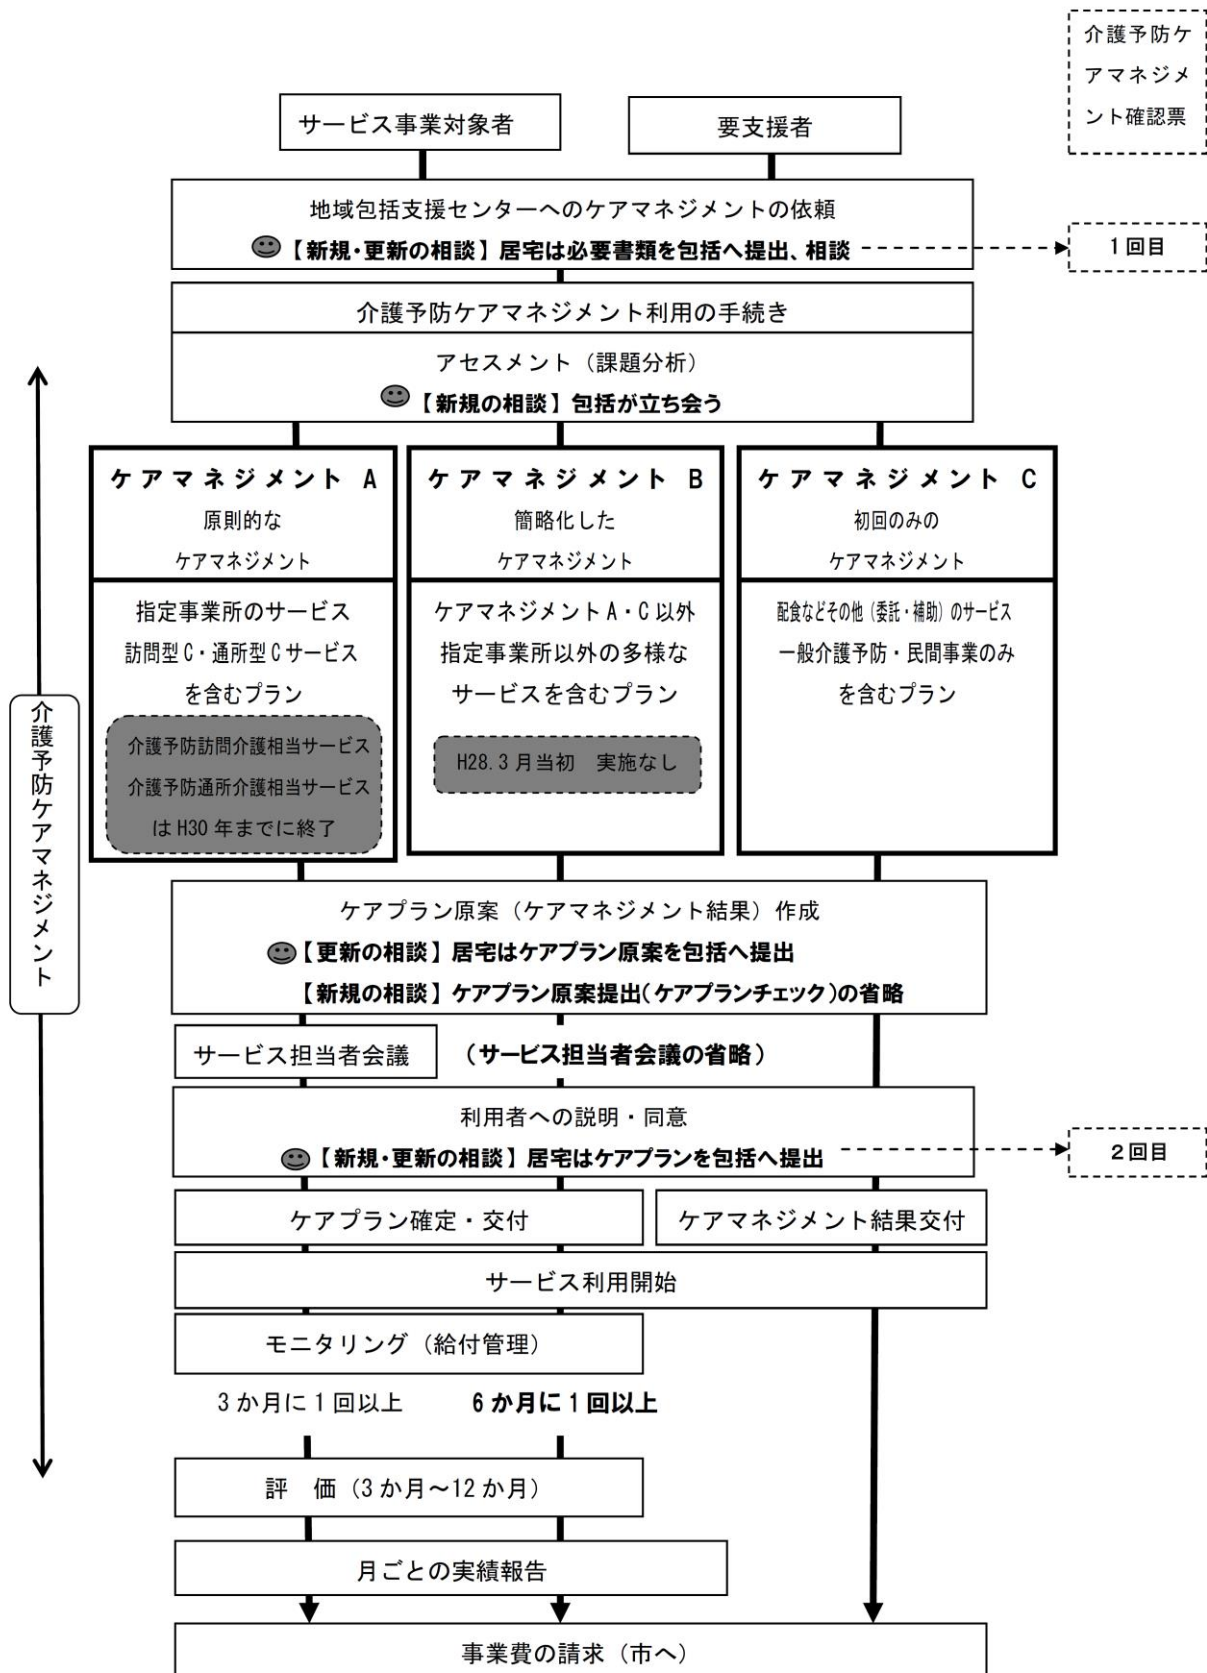 介護予防ケ
アマネジメ
ント確認票
サービス事業対象者
要支援者
地域包括支援センターへのケアマネジメントの依頼
【新規・更新の相談】居宅は必要書類を包括へ提出、相談
1回目
介護予防ケアマネジメント利用の手続き
アセスメント（課題分析）
【新規の相談】包括が立ち会う
ケアマネジメント A
原則的な
ケアマネジメント
指定事業所のサービス
訪問型C・通所型Cサービス
を含むプラン
介護予防訪問介護相当サービス
介護予防通所介護相当サービス
はH30年までに終了
ケアマネジメント B
簡略化した
ケアマネジメント
ケアマネジメントA・C以外
指定事業所以外の多様な
サービスを含むプラン
H28.3月当初　実施なし
ケアマネジメント C
初回のみの
ケアマネジメント
配食などその他（委託・補助）のサービス
一般介護予防・民間事業のみ
を含むプラン
介護予防ケアマネジメント
ケアプラン原案（ケアマネジメント結果）作成
【更新の相談】居宅はケアプラン原案を包括へ提出
【新規の相談】ケアプラン原案提出（ケアプランチェック）の省略
サービス担当者会議
（サービス担当者会議の省略）
利用者への説明・同意
【新規・更新の相談】居宅はケアプランを包括へ提出
2回目
ケアプラン確定・交付
ケアマネジメント結果交付
サービス利用開始
モニタリング（給付管理）
3か月に1回以上
6か月に1回以上
評　価（3か月～12か月）
月ごとの実績報告
事業費の請求（市へ）